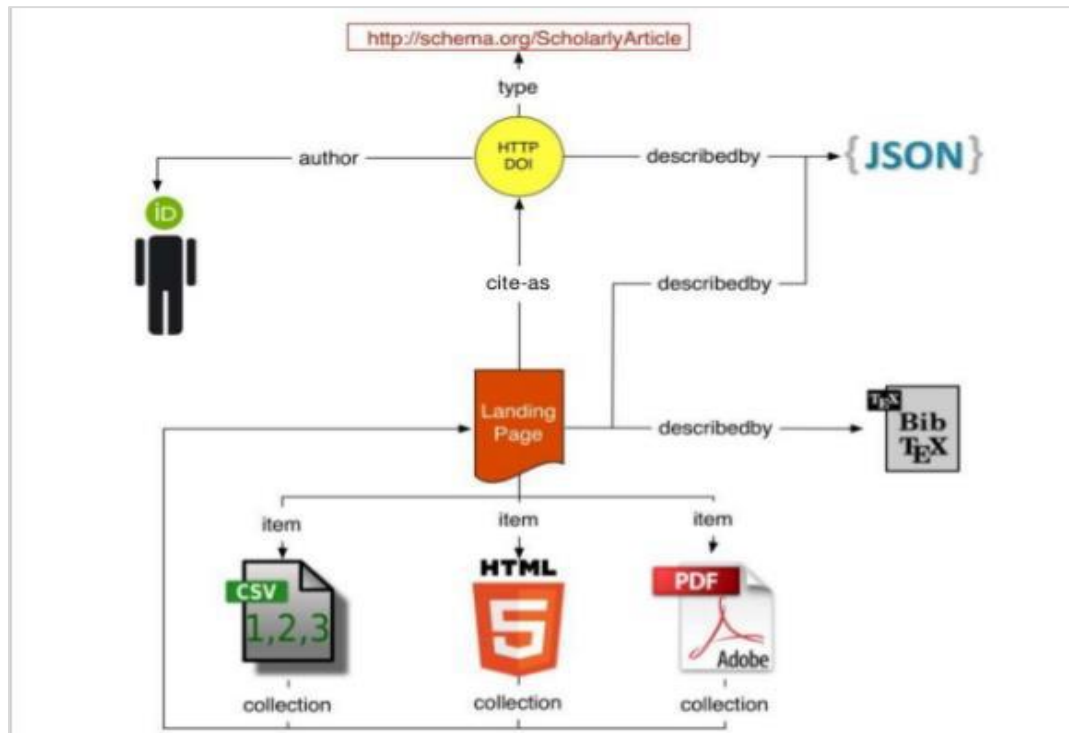 http://schema.org/ScholarlyArticle
type
HTTP
DOI
author
describedby
{JSON}
iD
cite-as
describedby
Landing
Page
describedby
TEX
Bib
TEX
item
item
item
HTML
5
CSV
1,2,3
PDF
Adobe
collection
collection
collection